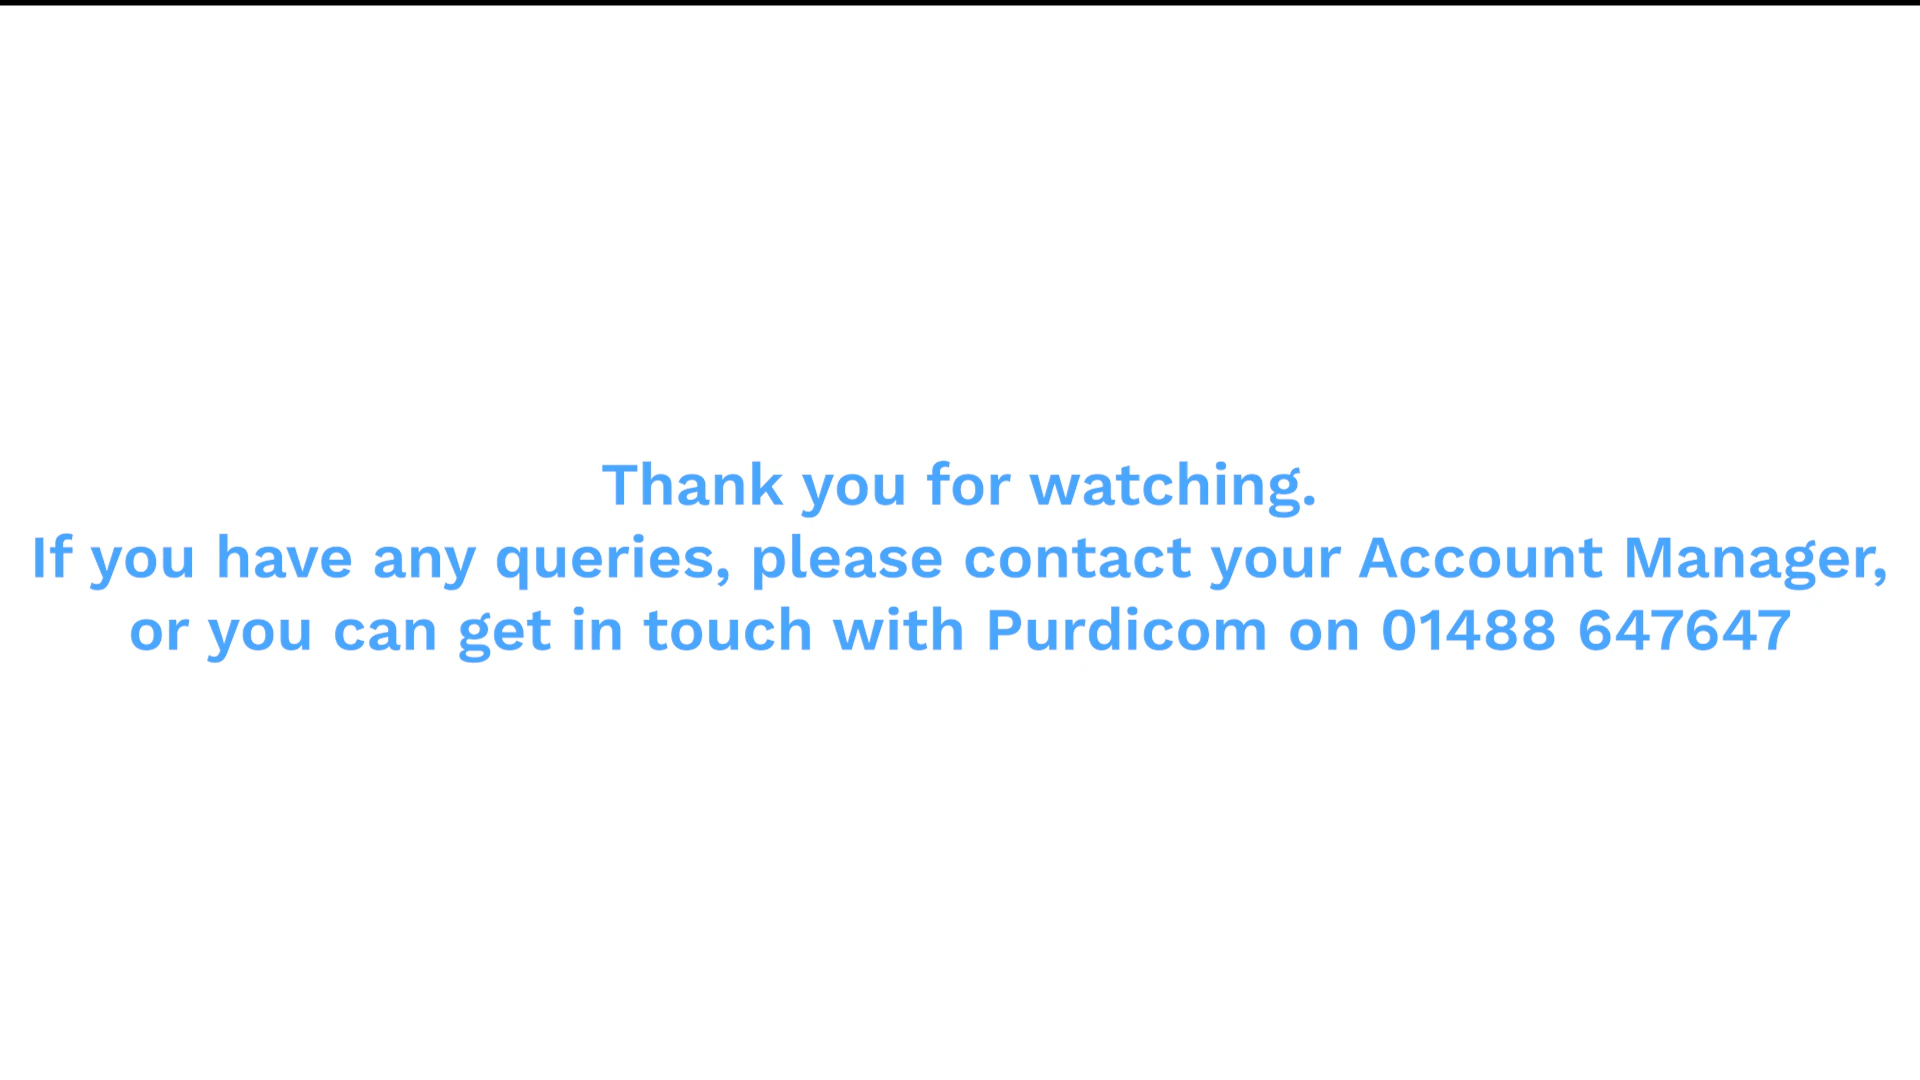 Thank you for watching.
If you have any queries, please contact your Account Manager,
or you can get in touch with Purdicom on 01488 647647